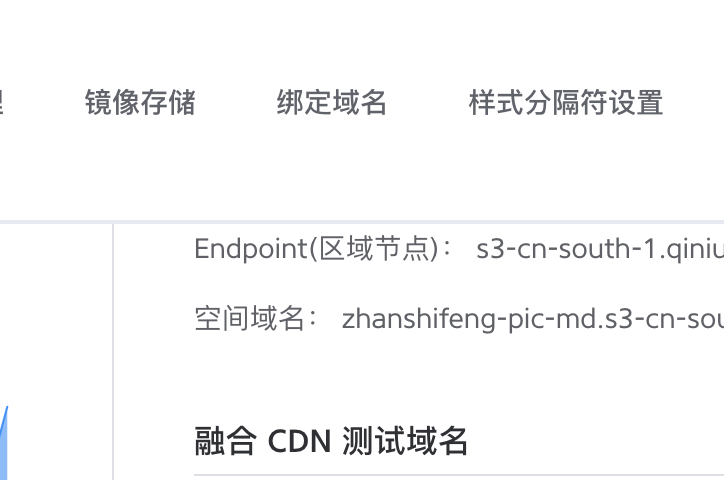 镜像存储 绑定域名 样式分隔符设置
Endpoint(区域节点)： s3-cn-south-1.qiniu
空间域名： zhanshifeng-pic-md.s3-cn-sou
融合 CDN 测试域名